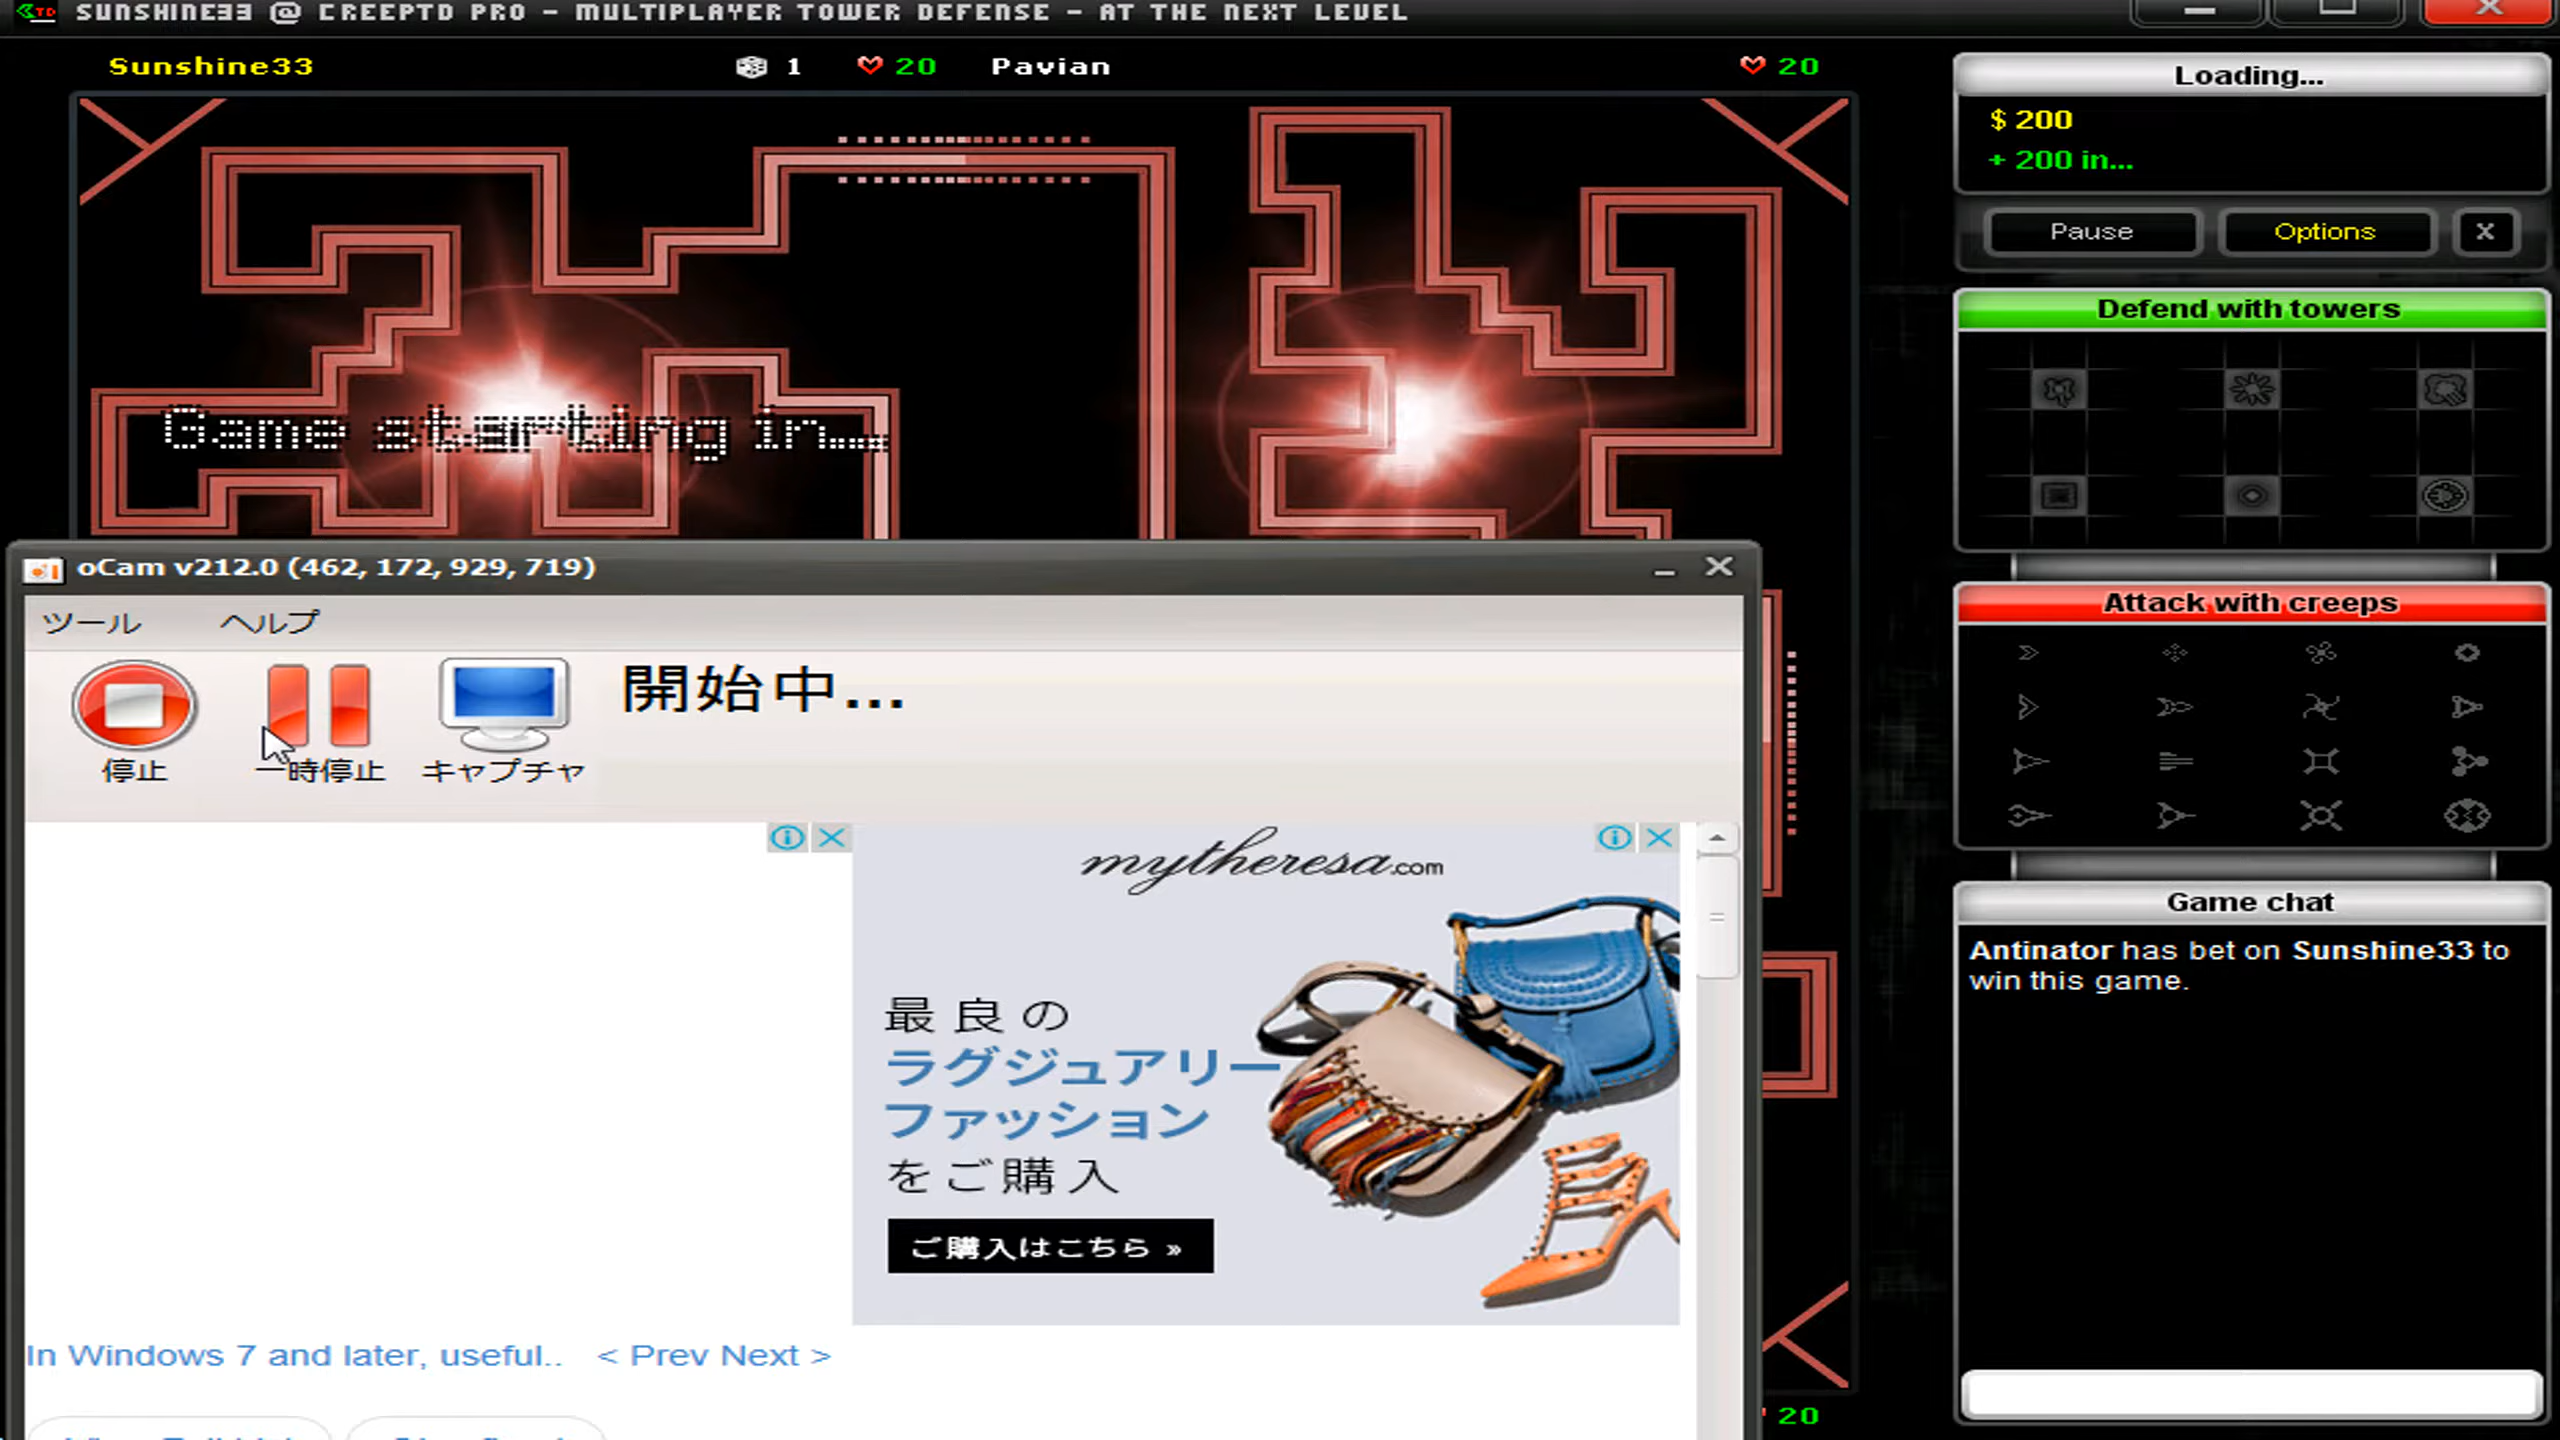 SUNSHINE33 @ CREEPTD PRO - MULTIPLAYER TOWER DEFENSE - AT THE NEXT LEVEL
Sunshine33 1 20 Pavian 20
Loading...
$ 200
+ 200 in...
Pause Options X
Defend with towers
Game starting in...
oCam v212.0 (462, 172, 929, 719)
ツール ヘルプ
開始中...
停止 一時停止 キャプチャ
Attack with creeps
mytheresa.com
最良の
ラグジュアリー
ファッション
をご購入
ご購入はこちら »
In Windows 7 and later, useful.. < Prev Next >
Game chat
Antinator has bet on Sunshine33 to
win this game.
20